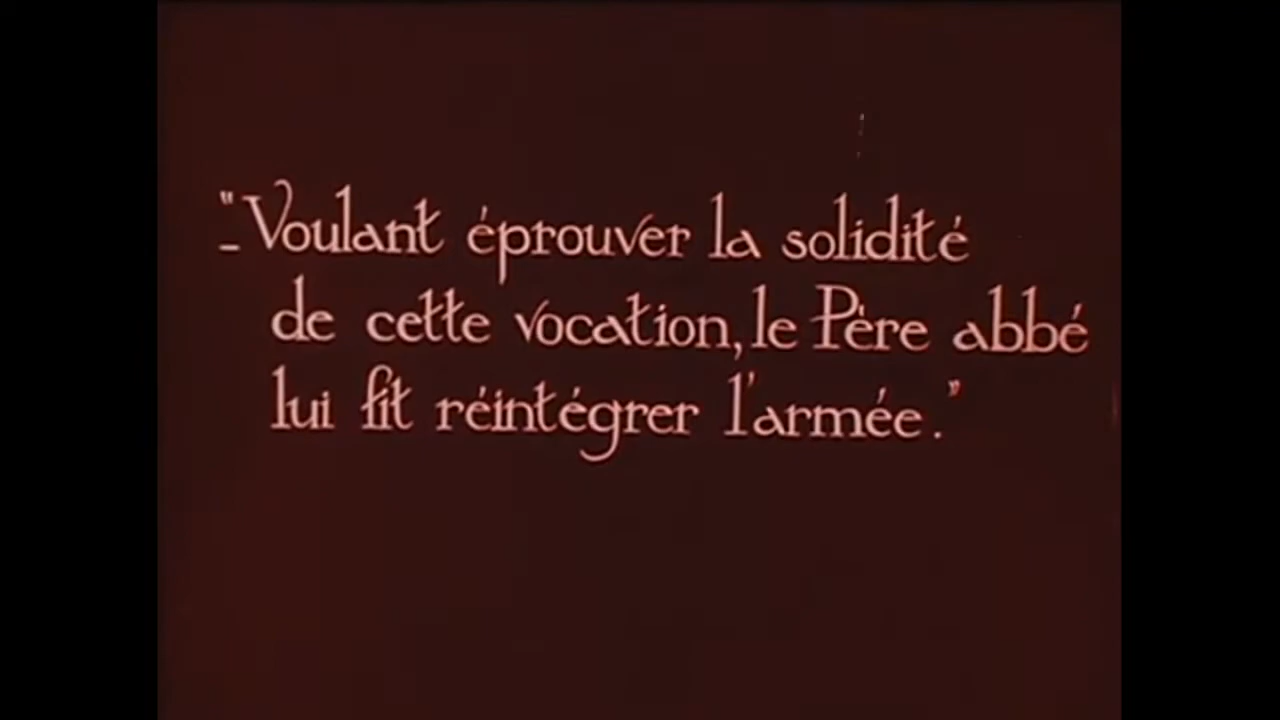 "- Voulant éprouver la solidité
de cette vocation, le Père abbé
lui fit réintégrer l'armée."